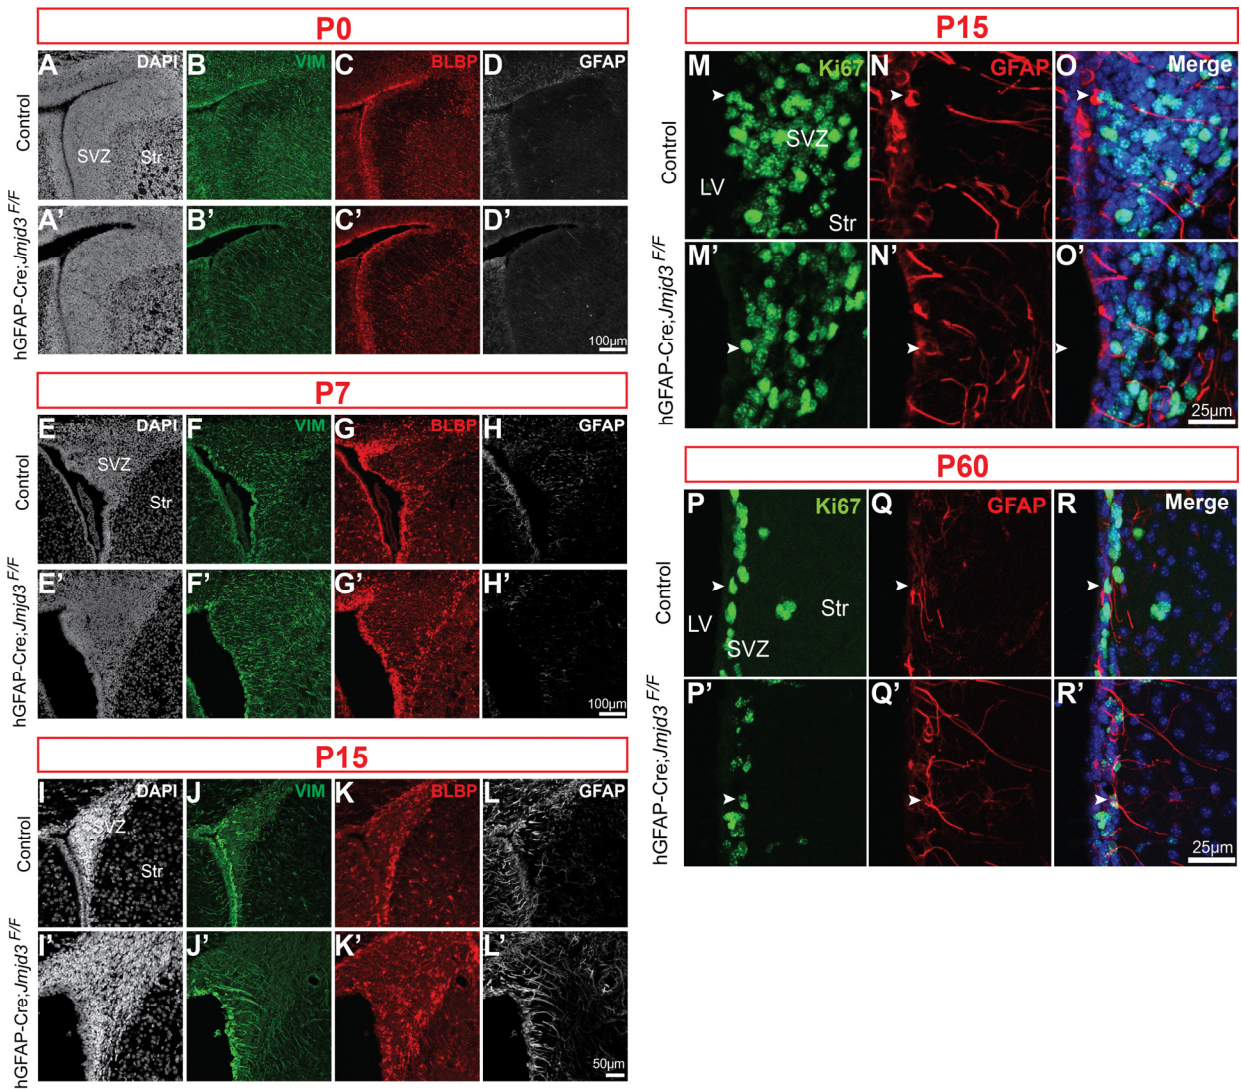 P0
Control
A DAPI B VIM C BLBP D GFAP
SVZ Str
hGFAP-Cre;Jmjd3 F/F
A' B' C' D'
100µm
P7
Control
E DAPI F VIM G BLBP H GFAP
SVZ
Str
hGFAP-Cre;Jmjd3 F/F
E' F' G' H'
100µm
P15
Control
I DAPI J VIM K BLBP L GFAP
SVZ
Str
hGFAP-Cre;Jmjd3 F/F
I' J' K' L'
50µm
P15
Control
M Ki67 N GFAP O Merge
SVZ
LV
Str
hGFAP-Cre;Jmjd3 F/F
M' N' O'
25µm
P60
Control
P Ki67 Q GFAP R Merge
Str
LV
SVZ
hGFAP-Cre;Jmjd3 F/F
P' Q' R'
25µm